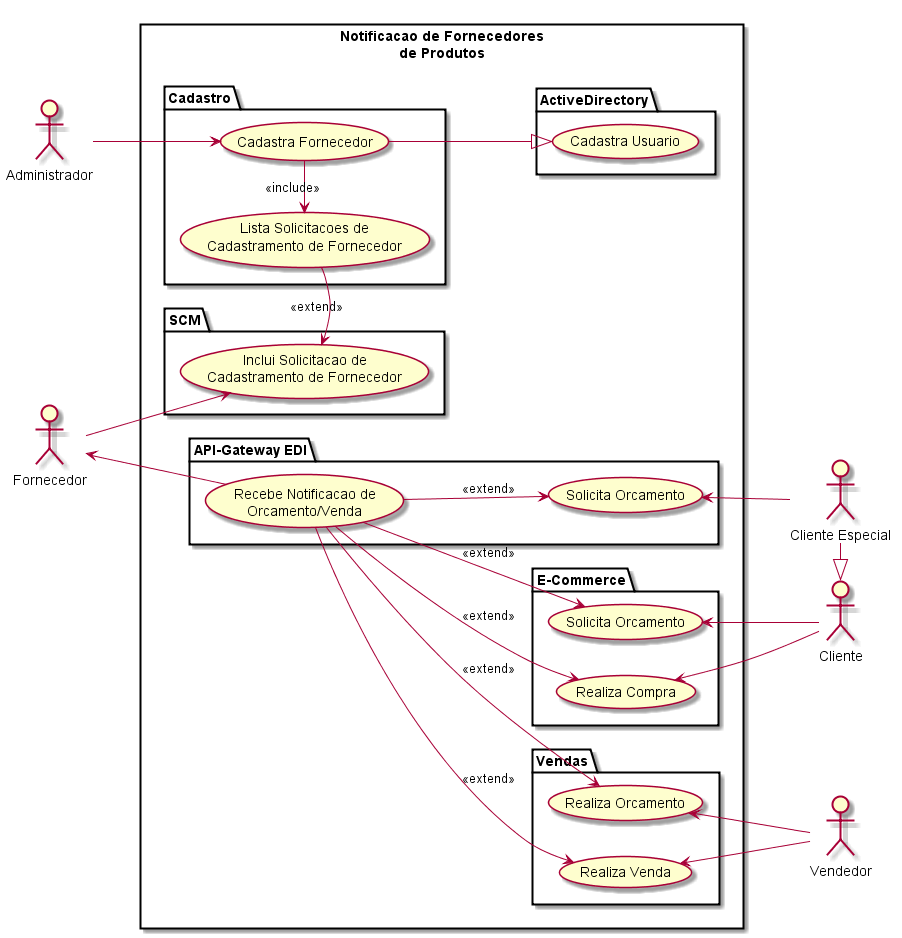 Notificacao de Fornecedores
de Produtos
Cadastro
ActiveDirectory
Administrador
Cadastra Fornecedor
Cadastra Usuario
«include»
Lista Solicitacoes de
Cadastramento de Fornecedor
«extend»
SCM
Inclui Solicitacao de
Cadastramento de Fornecedor
Fornecedor
API-Gateway EDI
Recebe Notificacao de
Orcamento/Venda
«extend»
Solicita Orcamento
Cliente Especial
«extend»
E-Commerce
Solicita Orcamento
«extend»
Cliente
«extend»
Realiza Compra
Vendas
«extend»
Realiza Orcamento
Realiza Venda
Vendedor